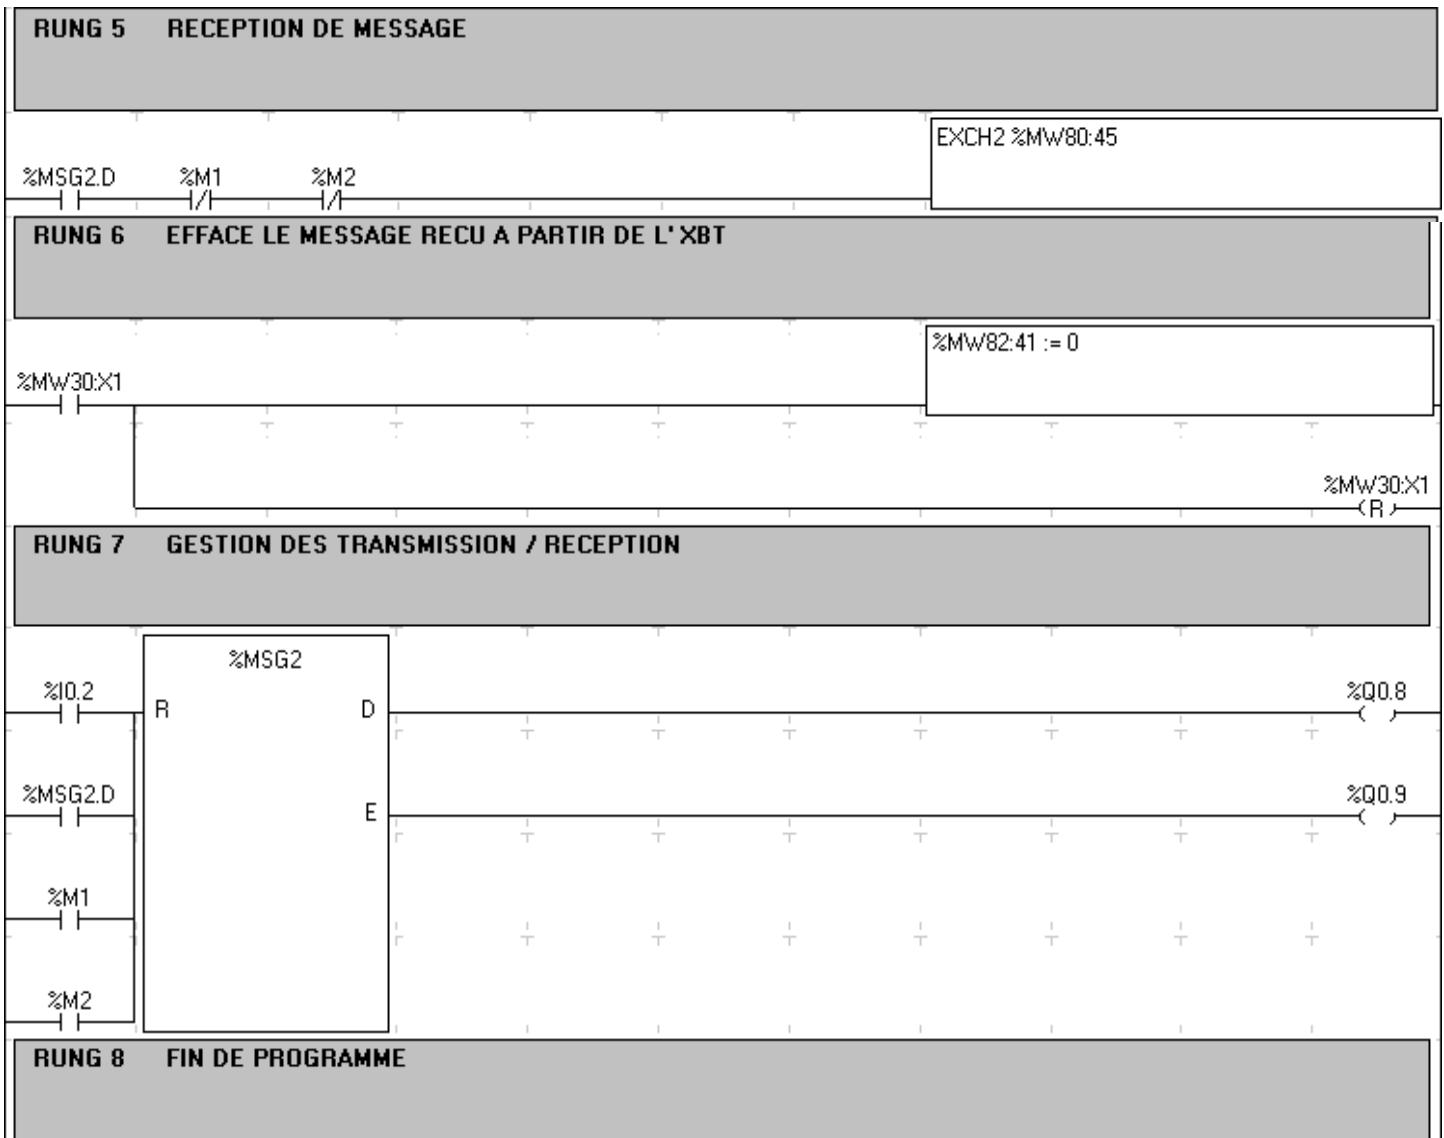 RUNG 5 RECEPTION DE MESSAGE
EXCH2 %MW80:45
%MSG2.D %M1 %M2
RUNG 6 EFFACE LE MESSAGE RECU A PARTIR DE L' XBT
%MW82:41 := 0
%MW30:X1
%MW30:X1
R
RUNG 7 GESTION DES TRANSMISSION / RECEPTION
%MSG2
%I0.2 %Q0.8
R D
%MSG2.D %Q0.9
E
%M1
%M2
RUNG 8 FIN DE PROGRAMME